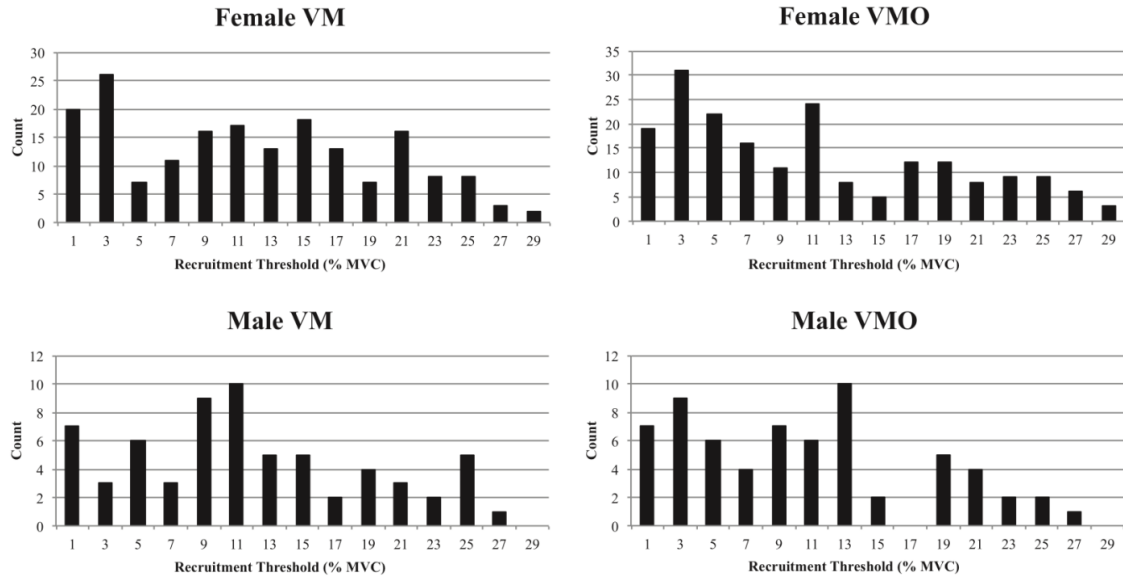 Female VM
30
25
20
15
10
5
0
Count
1 3 5 7 9 11 13 15 17 19 21 23 25 27 29
Recruitment Threshold (% MVC)
Female VMO
35
30
25
20
15
10
5
0
Count
1 3 5 7 9 11 13 15 17 19 21 23 25 27 29
Recruitment Threshold (% MVC)
Male VM
12
10
8
6
4
2
0
Count
1 3 5 7 9 11 13 15 17 19 21 23 25 27 29
Recruitment Threshold (% MVC)
Male VMO
12
10
8
6
4
2
0
Count
1 3 5 7 9 11 13 15 17 19 21 23 25 27 29
Recruitment Threshold (% MVC)